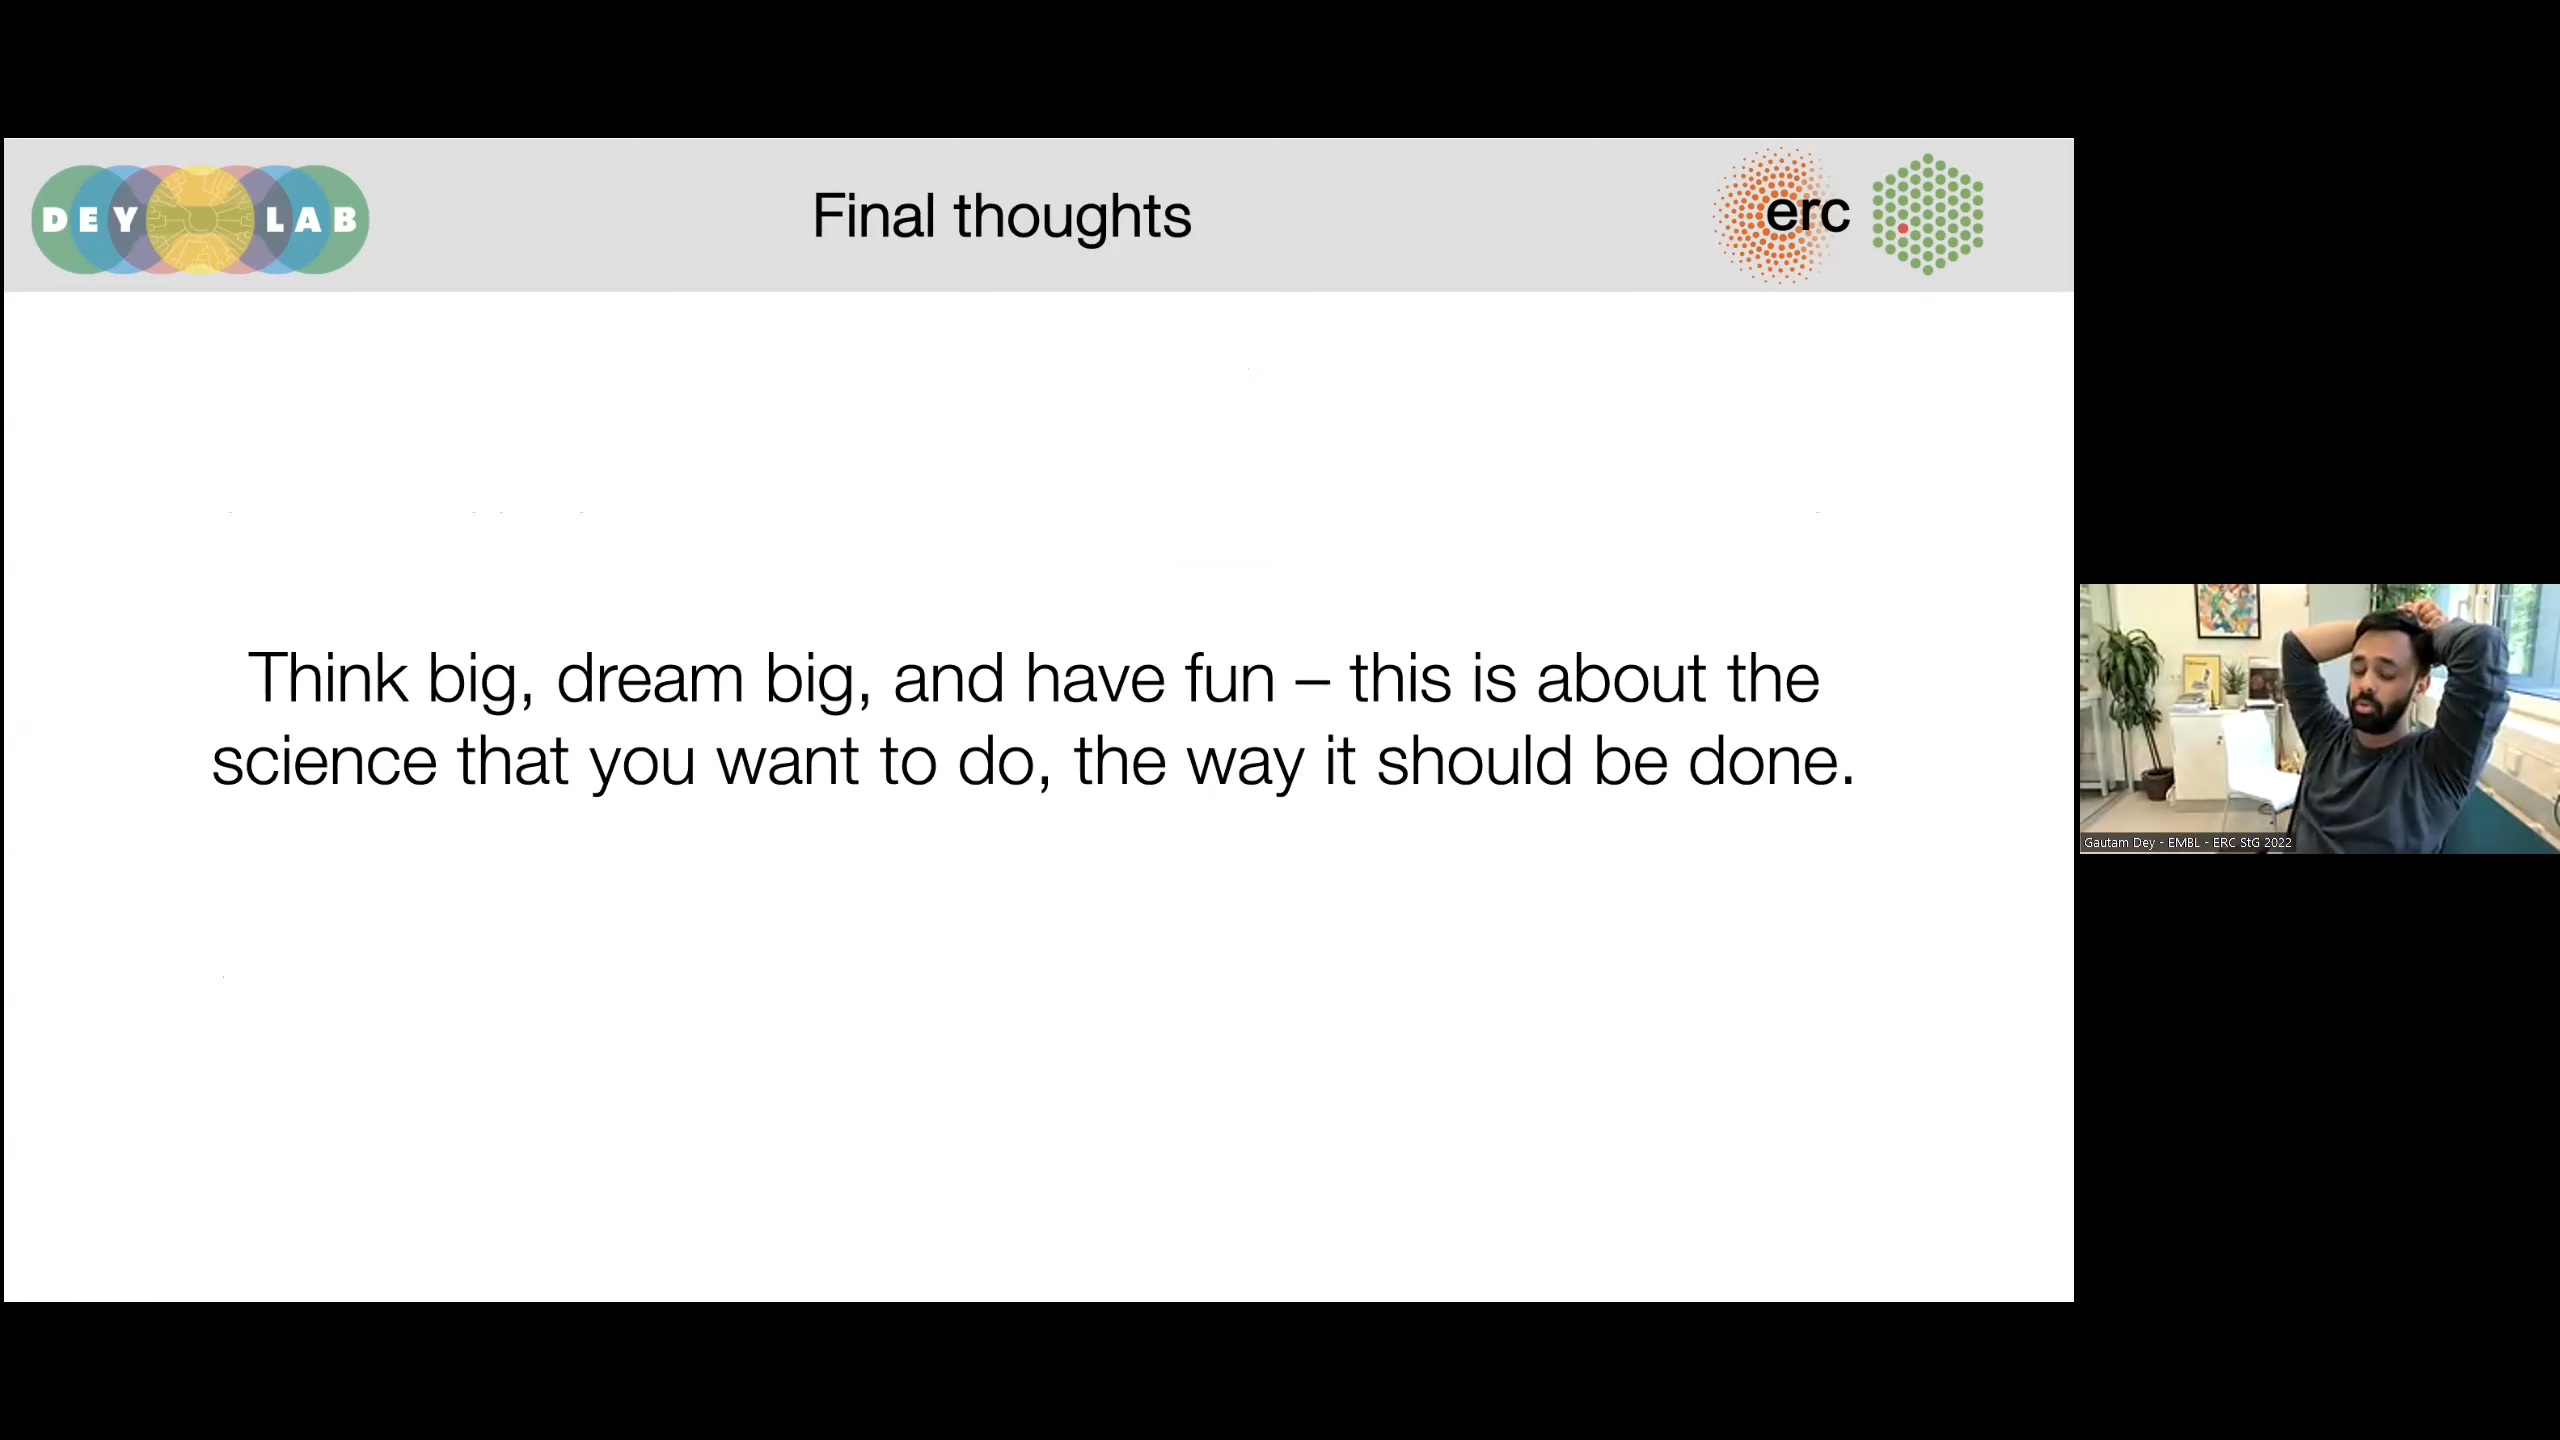 DEY LAB
Final thoughts
erc
Think big, dream big, and have fun – this is about the
science that you want to do, the way it should be done.
Gautam Dey - EMBL - ERC StG 2022